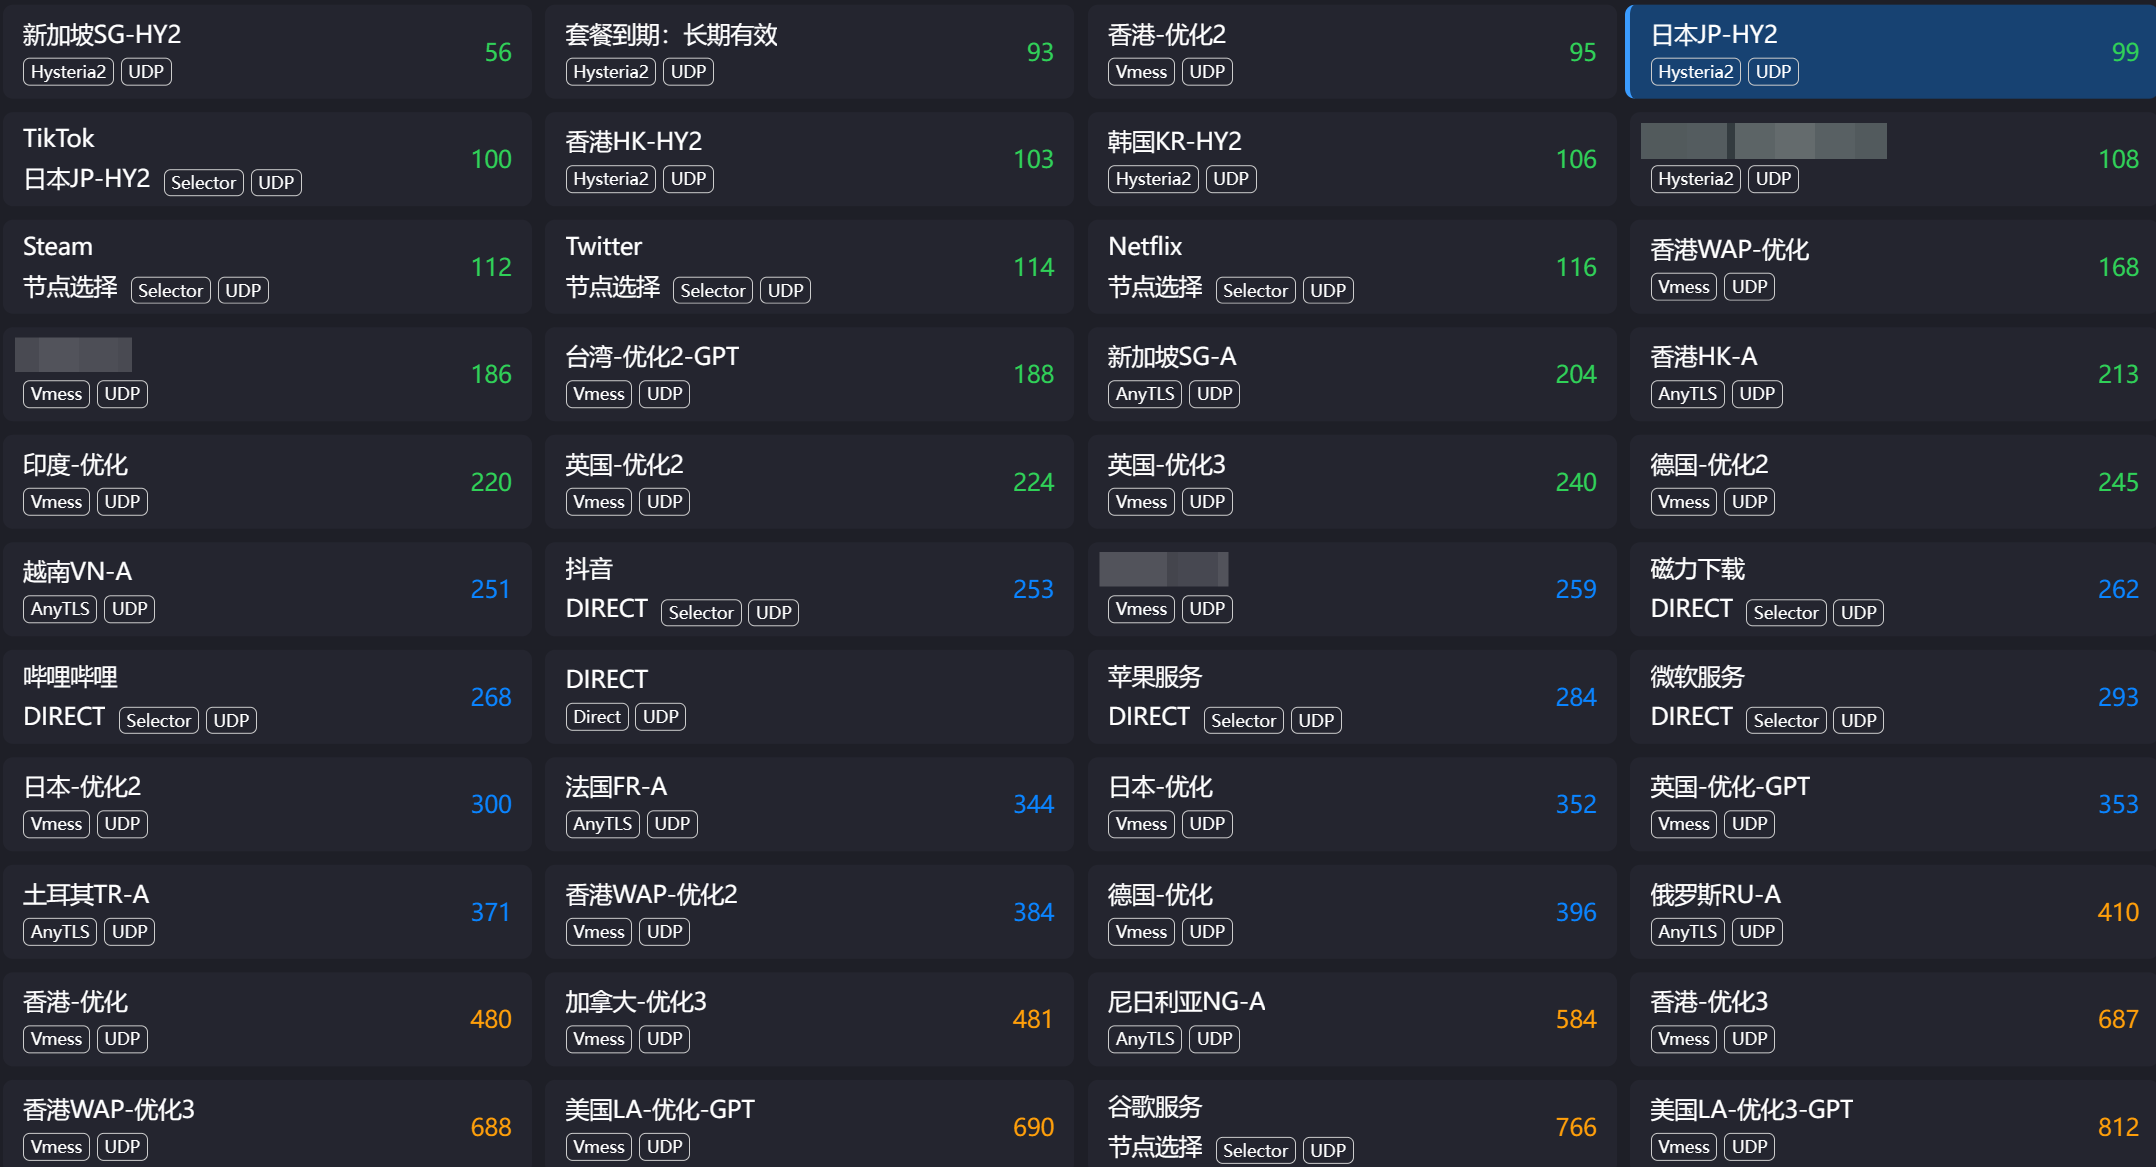 新加坡SG-HY2
56
Hysteria2 UDP
套餐到期：长期有效
93
Hysteria2 UDP
香港-优化2
95
Vmess UDP
日本JP-HY2
99
Hysteria2 UDP
TikTok
100
日本JP-HY2 Selector UDP
香港HK-HY2
103
Hysteria2 UDP
韩国KR-HY2
106
Hysteria2 UDP
108
Hysteria2 UDP
Steam
112
节点选择 Selector UDP
Twitter
114
节点选择 Selector UDP
Netflix
116
节点选择 Selector UDP
香港WAP-优化
168
Vmess UDP
186
Vmess UDP
台湾-优化2-GPT
188
Vmess UDP
新加坡SG-A
204
AnyTLS UDP
香港HK-A
213
AnyTLS UDP
印度-优化
220
Vmess UDP
英国-优化2
224
Vmess UDP
英国-优化3
240
Vmess UDP
德国-优化2
245
Vmess UDP
越南VN-A
251
AnyTLS UDP
抖音
253
DIRECT Selector UDP
259
Vmess UDP
磁力下载
262
DIRECT Selector UDP
哔哩哔哩
268
DIRECT Selector UDP
DIRECT
Direct UDP
苹果服务
284
DIRECT Selector UDP
微软服务
293
DIRECT Selector UDP
日本-优化2
300
Vmess UDP
法国FR-A
344
AnyTLS UDP
日本-优化
352
Vmess UDP
英国-优化-GPT
353
Vmess UDP
土耳其TR-A
371
AnyTLS UDP
香港WAP-优化2
384
Vmess UDP
德国-优化
396
Vmess UDP
俄罗斯RU-A
410
AnyTLS UDP
香港-优化
480
Vmess UDP
加拿大-优化3
481
Vmess UDP
尼日利亚NG-A
584
AnyTLS UDP
香港-优化3
687
Vmess UDP
香港WAP-优化3
688
Vmess UDP
美国LA-优化-GPT
690
Vmess UDP
谷歌服务
766
节点选择 Selector UDP
美国LA-优化3-GPT
812
Vmess UDP